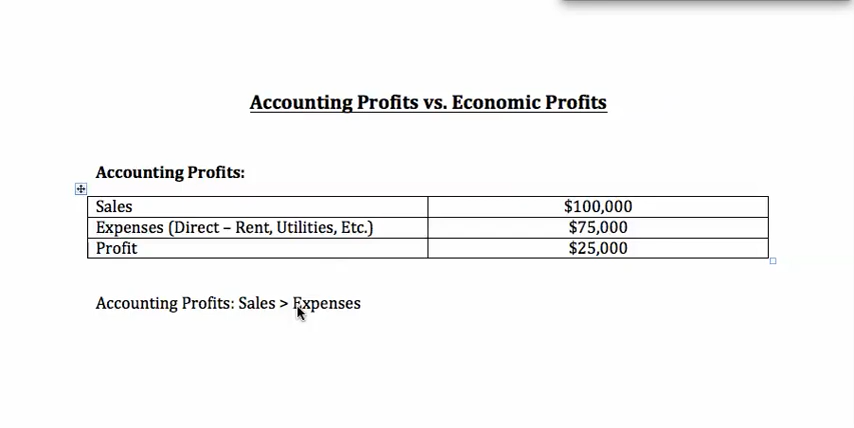 Accounting Profits vs. Economic Profits
Accounting Profits:
Sales $100,000
Expenses (Direct – Rent, Utilities, Etc.) $75,000
Profit $25,000
Accounting Profits: Sales > Expenses